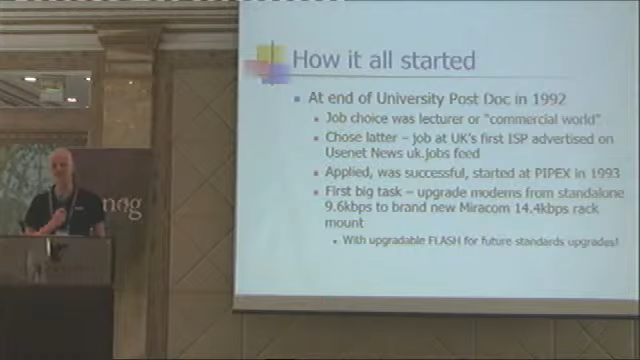 How it all started
At end of University Post Doc in 1992
Job choice was lecturer or "commercial world"
Chose latter – job at UK's first ISP advertised on
Usenet News uk.jobs feed
Applied, was successful, started at PIPEX in 1993
First big task – upgrade modems from standalone
9.6kbps to brand new Miracom 14.4kbps rack
mount
With upgradable FLASH for future standards upgrades!
nog